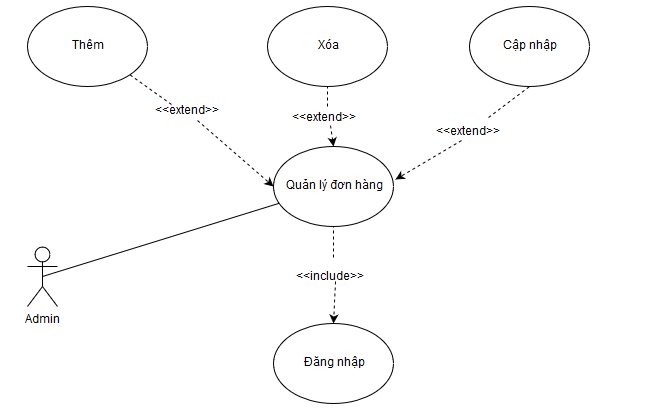 Thêm
Xóa
Cập nhập
<<extend>>
<<extend>>
<<extend>>
Quản lý đơn hàng
<<include>>
Admin
Đăng nhập